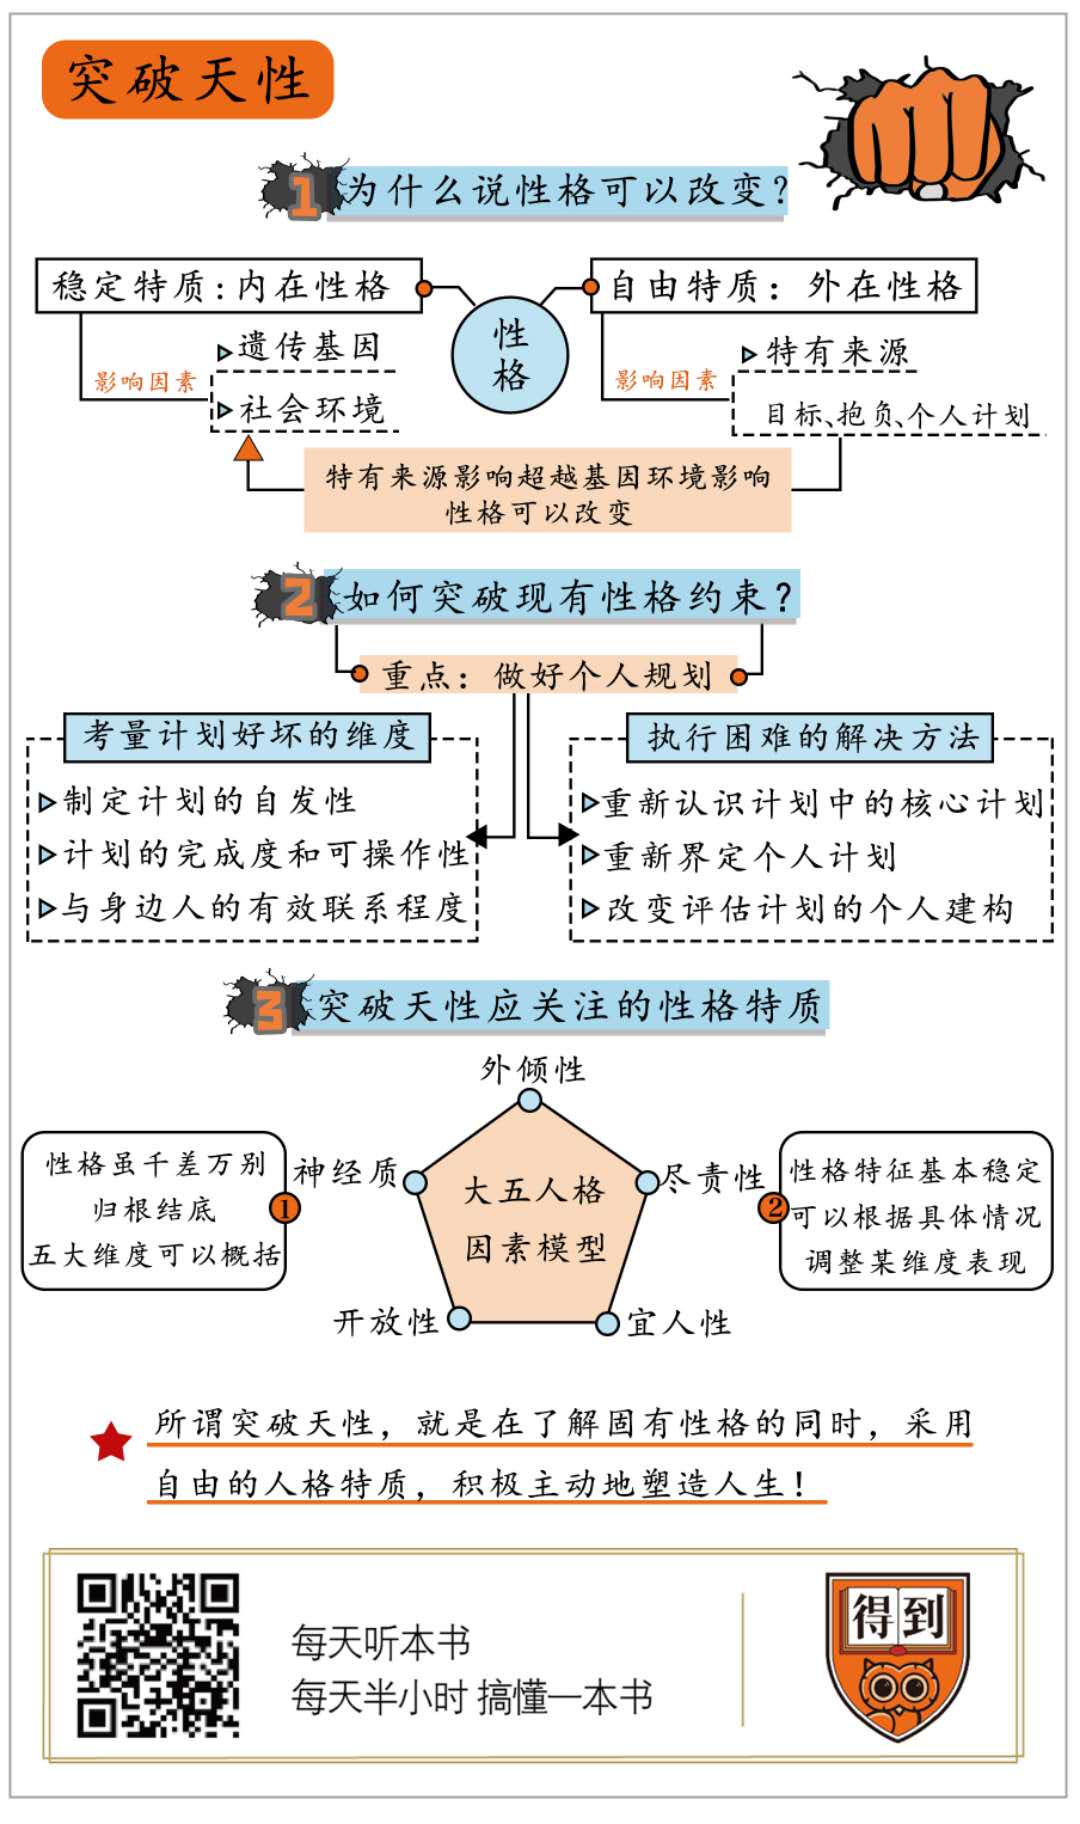 突破天性
1 为什么说性格可以改变?
稳定特质:内在性格
性格
自由特质:外在性格
影响因素
遗传基因
社会环境
影响因素
特有来源
目标、抱负、个人计划
特有来源影响超越基因环境影响
性格可以改变
2 如何突破现有性格约束?
重点:做好个人规划
考量计划好坏的维度
制定计划的自发性
计划的完成度和可操作性
与身边人的有效联系程度
执行困难的解决方法
重新认识计划中的核心计划
重新界定个人计划
改变评估计划的个人建构
3 突破天性应关注的性格特质
外倾性
神经质
尽责性
开放性
宜人性
大五人格
因素模型
1
性格虽千差万别
归根结底
五大维度可以概括
2
性格特征基本稳定
可以根据具体情况
调整某维度表现
所谓突破天性，就是在了解固有性格的同时，采用
自由的人格特质，积极主动地塑造人生!
每天听本书
每天半小时 搞懂一本书
得到